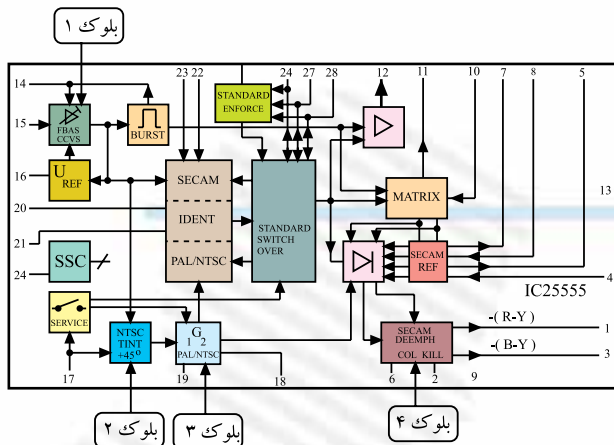 بلوک ۱
14
23 22
24
27
28
12
11
10
7
8
5
STANDARD
ENFORCE
15
FBAS
CCVS
BURST
16
U REF
SECAM
MATRIX
13
20
IDENT
STANDARD
SWITCH
OVER
21
SECAM
REF
24
SSC
PAL/NTSC
4
IC25555
SERVICE
NTSC
TINT
+45º
G
1 2
PAL/NTSC
SECAM
DEEMPH
COL KILL
-( R-Y )
1
-( B-Y )
3
17
19
18
6
2
9
بلوک ۲
بلوک ۳
بلوک ۴